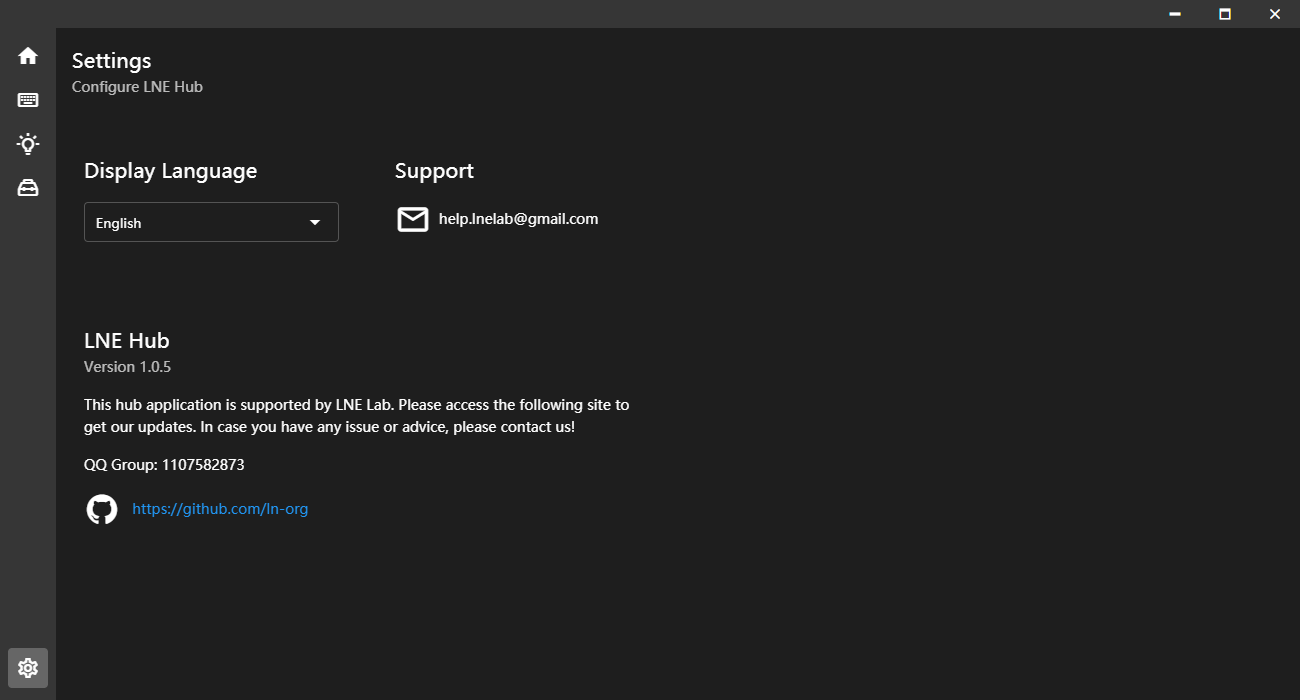 Settings
Configure LNE Hub
Display Language
English
Support
help.lnelab@gmail.com
LNE Hub
Version 1.0.5
This hub application is supported by LNE Lab. Please access the following site to
get our updates. In case you have any issue or advice, please contact us!
QQ Group: 1107582873
https://github.com/ln-org